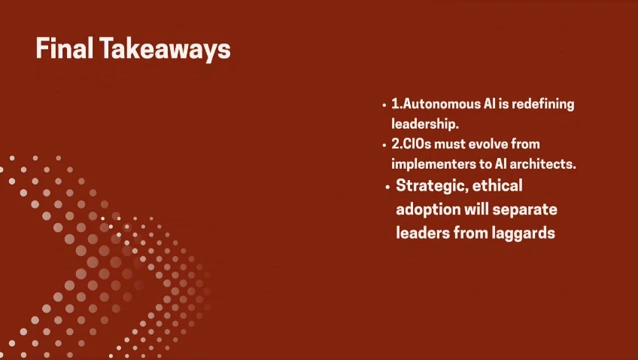 Final Takeaways
• 1.Autonomous AI is redefining
leadership.
• 2.CIOs must evolve from
implementers to AI architects.
• Strategic, ethical
adoption will separate
leaders from laggards